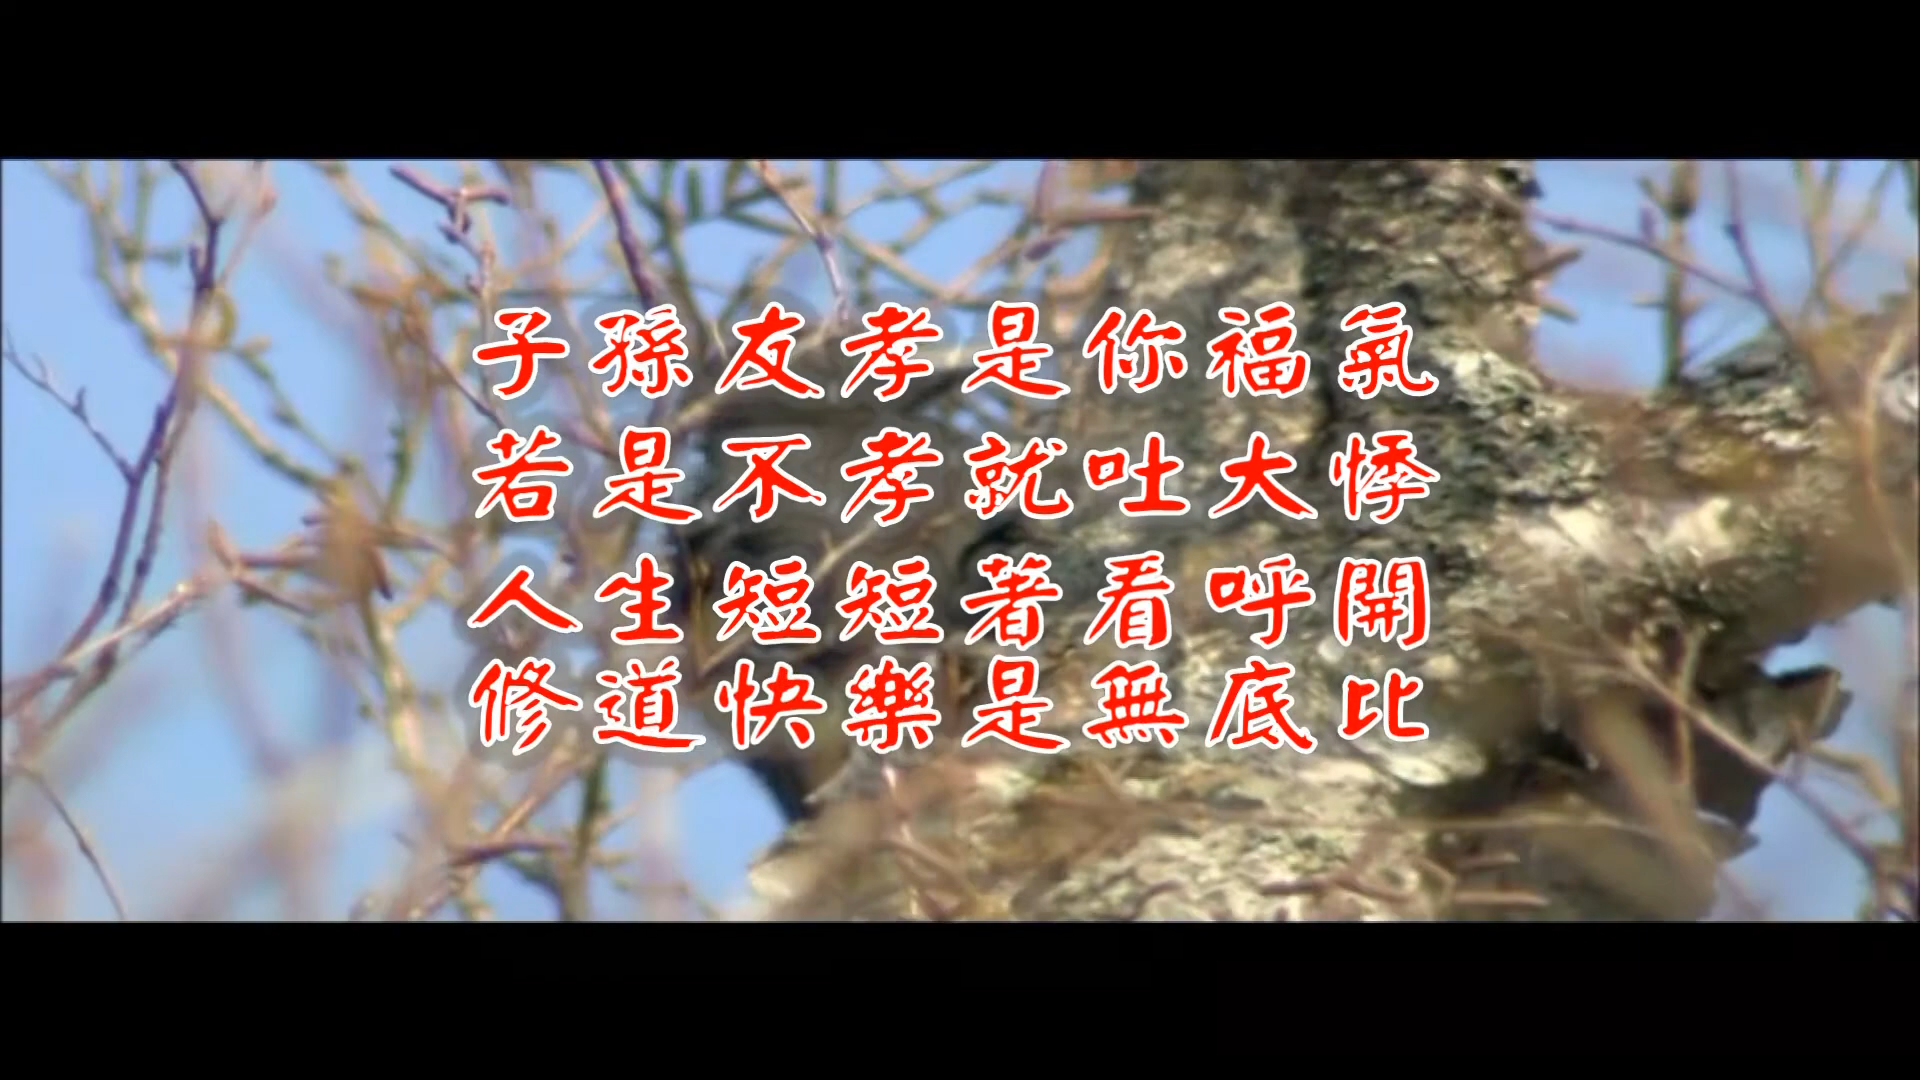 子孫友孝是你福氣
若是不孝就吐大悸
人生短短著看呼開
修道快樂是無底比